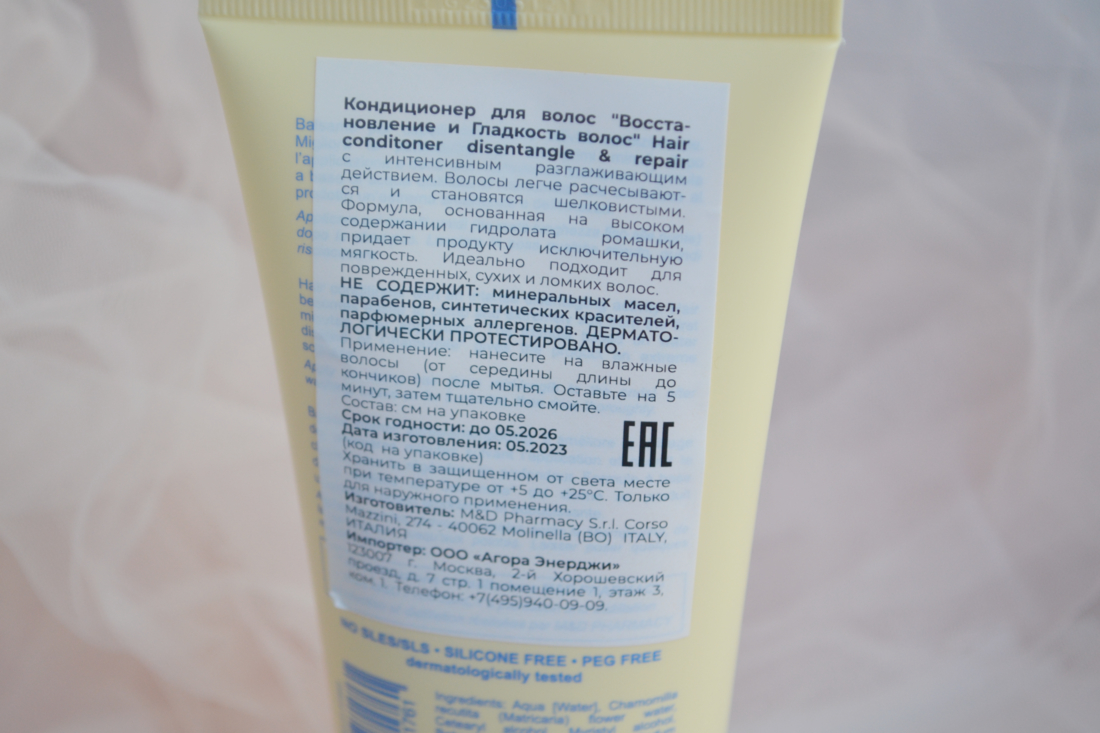 Кондиционер для волос "Восста-
новление и Гладкость волос" Hair
conditoner disentangle & repair
с интенсивным разглаживающим
действием. Волосы легче расчесывают-
ся и становятся шелковистыми.
Формула, основанная на высоком
содержании гидролата ромашки,
придает продукту исключительную
мягкость. Идеально подходит для
поврежденных, сухих и ломких волос.
НЕ СОДЕРЖИТ: минеральных масел,
парабенов, синтетических красителей,
парфюмерных аллергенов. ДЕРМАТО-
ЛОГИЧЕСКИ ПРОТЕСТИРОВАНО.
Применение: нанесите на влажные
волосы (от середины длины до
кончиков) после мытья. Оставьте на 5
минут, затем тщательно смойте.
Состав: см на упаковке
Срок годности: до 05.2026
Дата изготовления: 05.2023
(код на упаковке)
EAC
Хранить в защищенном от света месте
при температуре от +5 до +25°C. Только
для наружного применения.
Изготовитель: M&D Pharmacy S.r.l. Corso
Mazzini, 274 - 40062 Molinella (BO) ITALY,
ИТАЛИЯ
Импортер: ООО «Агора Энерджи»
123007 г. Москва, 2-й Хорошевский
проезд, д. 7 стр. 1 помещение 1, этаж 3,
ком. 1. Телефон: +7(495)940-09-09.
NO SLES/SLS • SILICONE FREE • PEG FREE
dermatologically tested
Ingredients: Aqua [Water], Chamomilla
recutita (Matricaria) flower water,
Cetearyl alcohol, Myristyl alcohol,